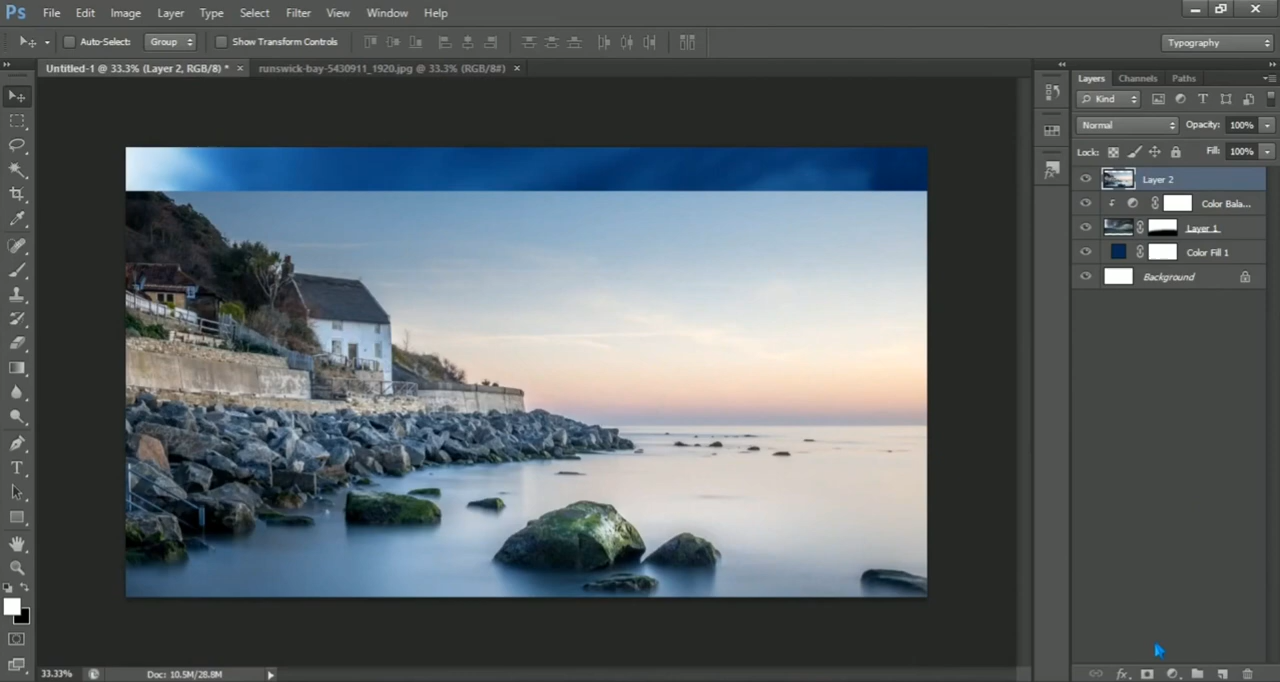 Ps File Edit Image Layer Type Select Filter View Window Help
Auto-Select: Group Show Transform Controls Typography
Untitled-1 @ 33.3% (Layer 2, RGB/8) * × runswick-bay-5430911_1920.jpg @ 33.3% (RGB/8#) ×
Layers Channels Paths
Kind
Normal Opacity: 100%
Lock: Fill: 100%
Layer 2
Color Bala...
Layer 1
Color Fill 1
Background
33.33% Doc: 10.5M/28.8M